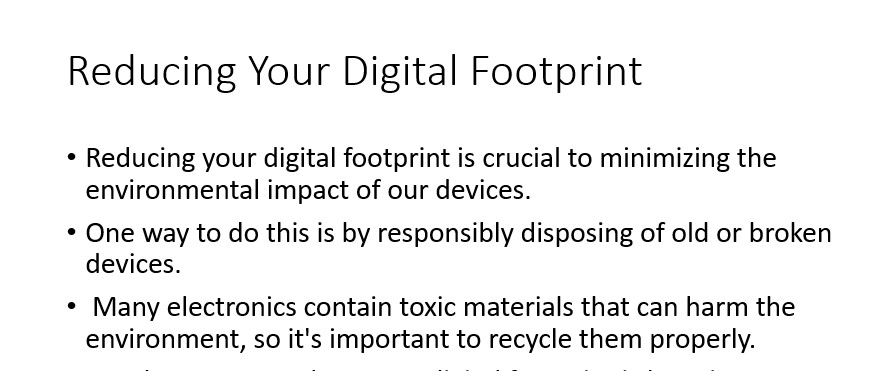 Reducing Your Digital Footprint
• Reducing your digital footprint is crucial to minimizing the
environmental impact of our devices.
• One way to do this is by responsibly disposing of old or broken
devices.
• Many electronics contain toxic materials that can harm the
environment, so it's important to recycle them properly.